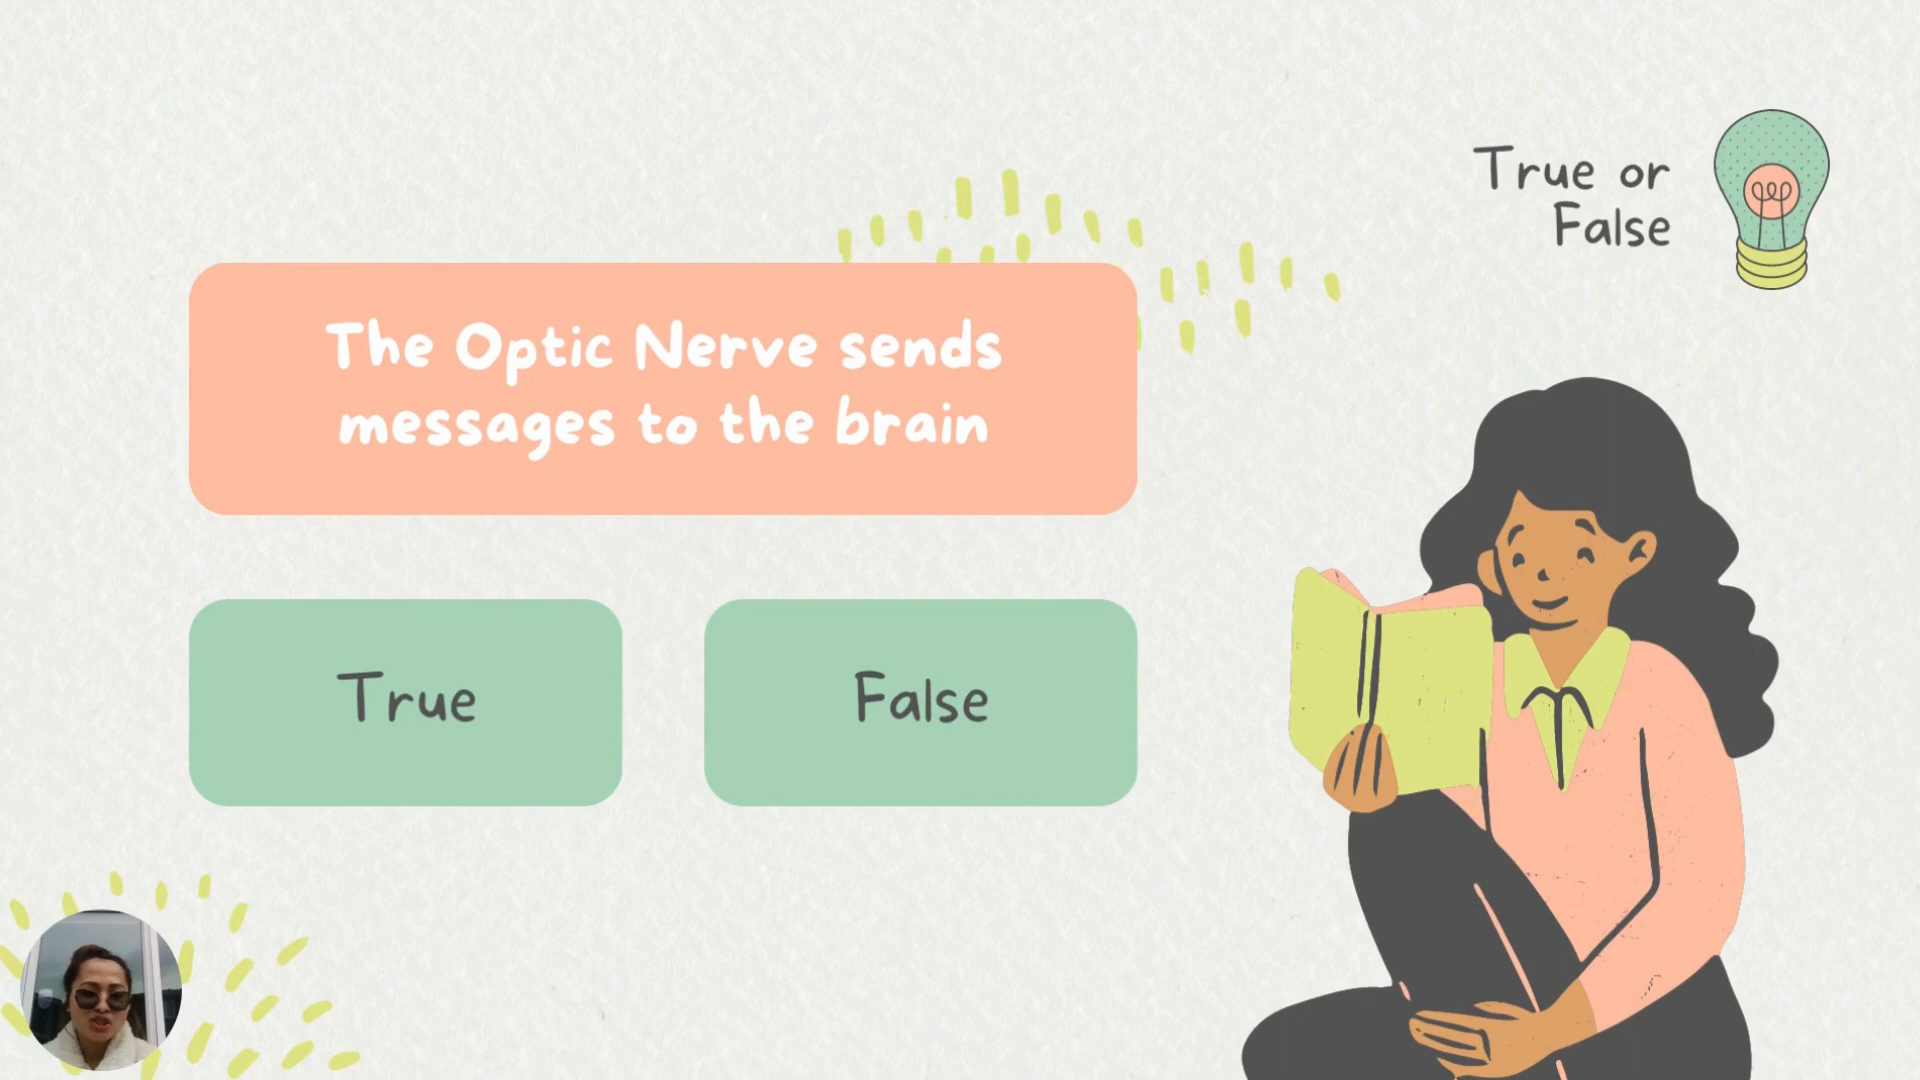 True or
False
The Optic Nerve sends
messages to the brain
True
False